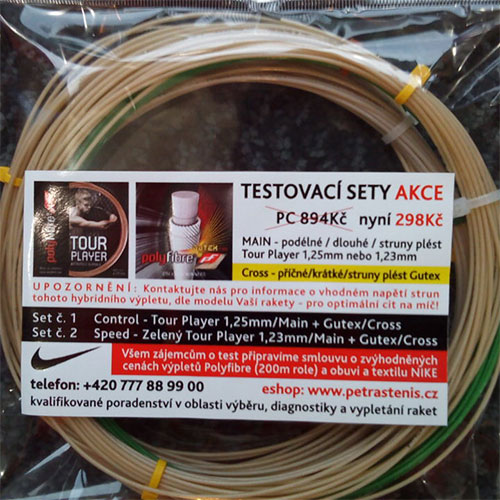 TESTOVACÍ SETY AKCE
PC 894Kč nyní 298Kč
MAIN - podélné / dlouhé / struny plést
Tour Player 1,25mm nebo 1,23mm
Cross - příčné/krátké/struny plést Gutex
polyfibre
TOUR
PLAYER
GUTEX
polyfibre
UPOZORNĚNÍ: Kontaktujte nás pro informace o vhodném napětí strun
tohoto hybridního výpletu, dle modelu Vaší rakety - pro optimální cit na míč!
Set č. 1 Control - Tour Player 1,25mm/Main + Gutex/Cross
Set č. 2 Speed - Zelený Tour Player 1,23mm/Main + Gutex/Cross
Všem zájemcům o test připravíme smlouvu o zvýhodněných
cenách výpletů Polyfibre (200m role) a obuvi a textilu NIKE
telefon: +420 777 88 99 00 eshop: www.petrastenis.cz
kvalifikované poradenství v oblasti výběru, diagnostiky a vypletání raket